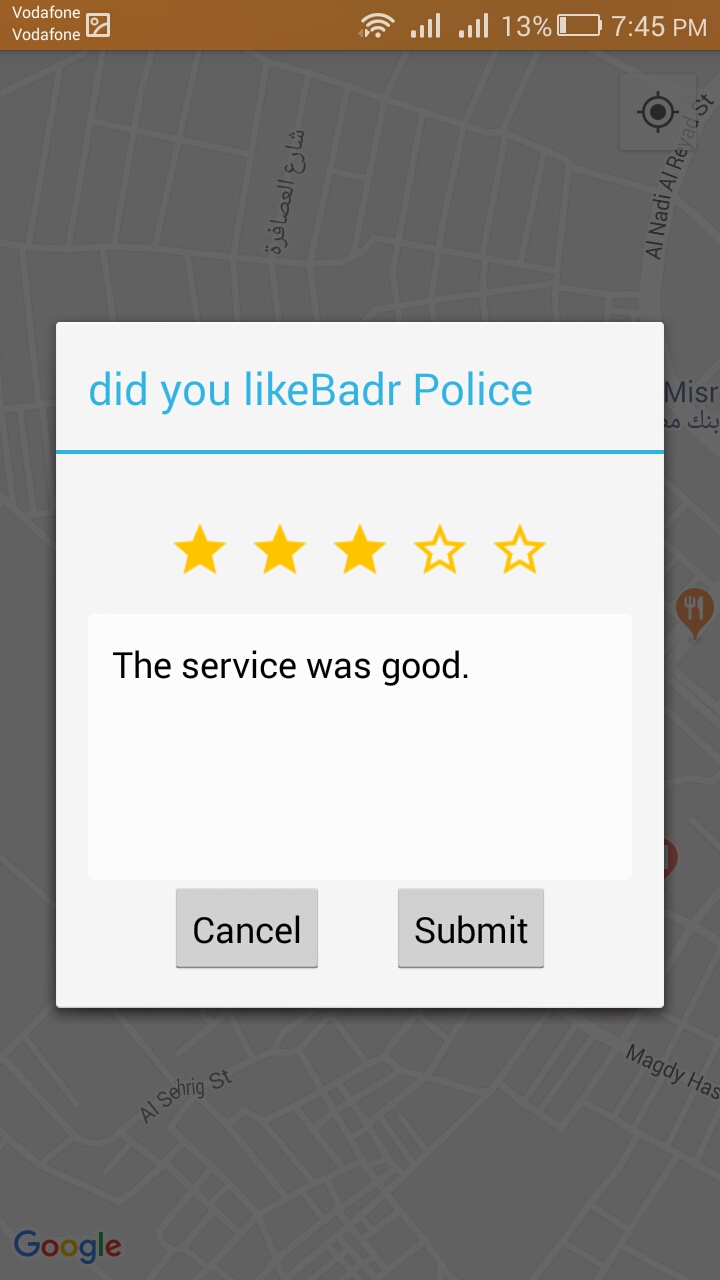 Vodafone
Vodafone
13%
7:45 PM
شارع العصافرة
Al Nadi Al Reyad St
did you likeBadr Police
Misr
بنك مص
The service was good.
Cancel
Submit
Al Sehrig St
Magdy Has
Google